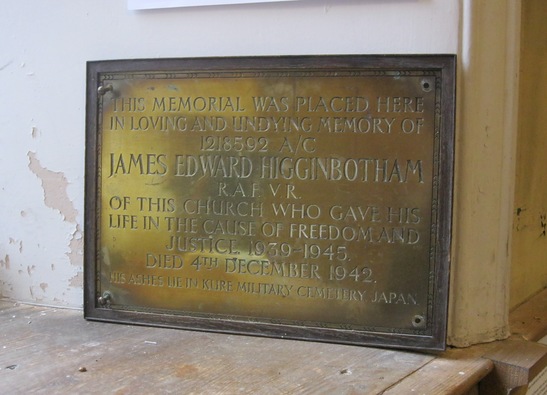 THIS MEMORIAL WAS PLACED HERE
IN LOVING AND UNDYING MEMORY OF
1218592 A/C
JAMES EDWARD HIGGINBOTHAM
R.A.F.V.R.
OF THIS CHURCH WHO GAVE HIS
LIFE IN THE CAUSE OF FREEDOM AND
JUSTICE. 1939-1945.
DIED 4TH DECEMBER 1942.
HIS ASHES LIE IN KURE MILITARY CEMETERY, JAPAN.